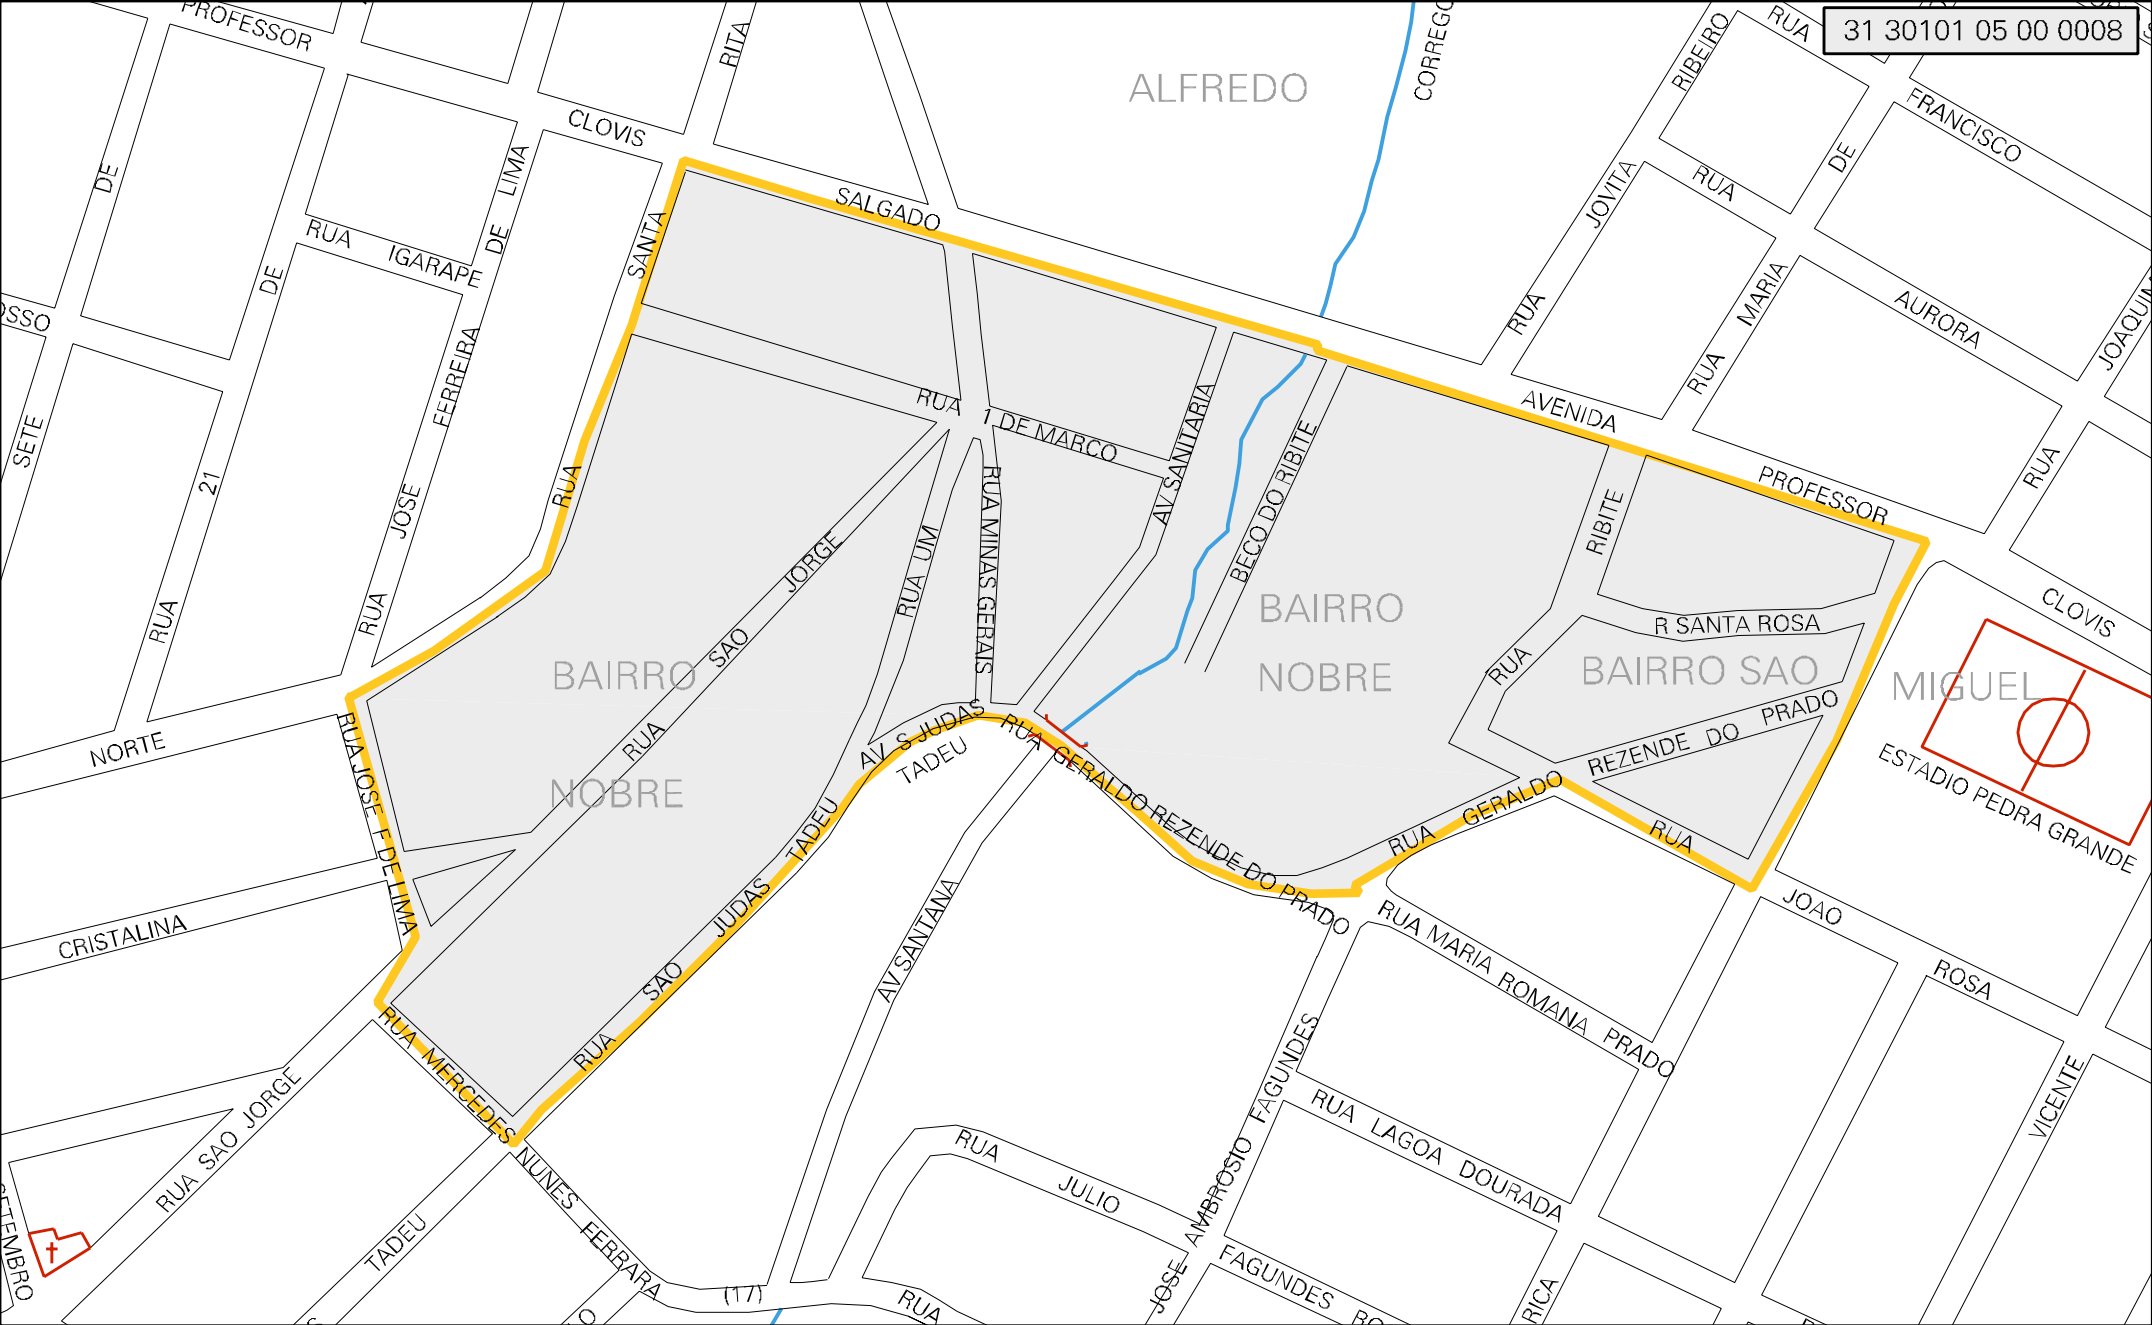 PROFESSOR
RITA
CORREGO
RIBEIRO
RUA
31 30101 05 00 0008
ALFREDO
CLOVIS
FRANCISCO
DE
LIMA
DE
RUA
JOVITA
SALGADO
SANTA
RUA
IGARAPE
DE
DE
MARIA
AURORA
JOAQUIM
OSSO
RUA
FERREIRA
RUA
AVENIDA
RUA 1 DE MARCO
AV SANITARIA
BECO DO RIBITE
SETE
21
JOSE
RUA
RUA MINAS GERAIS
PROFESSOR
RUA
RIBITE
RUA UM
JORGE
SAO
RUA
RUA
RUA
BAIRRO
NOBRE
R SANTA ROSA
CLOVIS
RUA
BAIRRO SAO
MIGUEL
BAIRRO
NOBRE
NORTE
RUA JOSE F DE LIMA
AV S JUDAS
TADEU
RUA GERALDO REZENDE DO PRADO
REZENDE DO PRADO
ESTADIO PEDRA GRANDE
RUA GERALDO
RUA
TADEU
JUDAS
SAO
RUA
CRISTALINA
AV SANTANA
RUA MARIA ROMANA PRADO
JOAO
ROSA
RUA MERCEDES
NUNES FERRARA
RUA SAO JORGE
JOSE AMBROSIO FAGUNDES
RUA LAGOA DOURADA
VICENTE
RUA
JULIO
TADEU
SETEMBRO
FAGUNDES
(17)
RUA
RICA